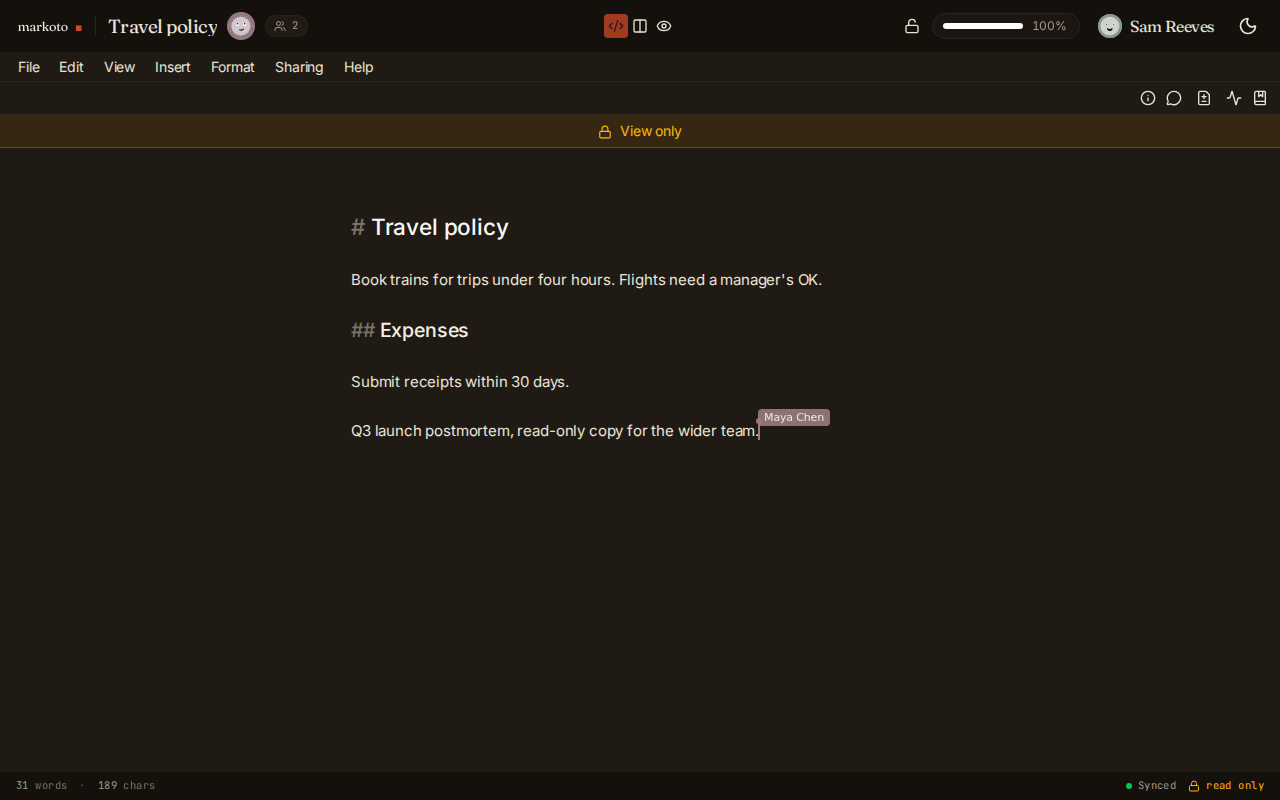 markoto
Travel policy
2
100%
Sam Reeves
File Edit View Insert Format Sharing Help
View only
# Travel policy
Book trains for trips under four hours. Flights need a manager's OK.
## Expenses
Submit receipts within 30 days.
Maya Chen
Q3 launch postmortem, read-only copy for the wider team.
31 words · 189 chars
Synced
read only